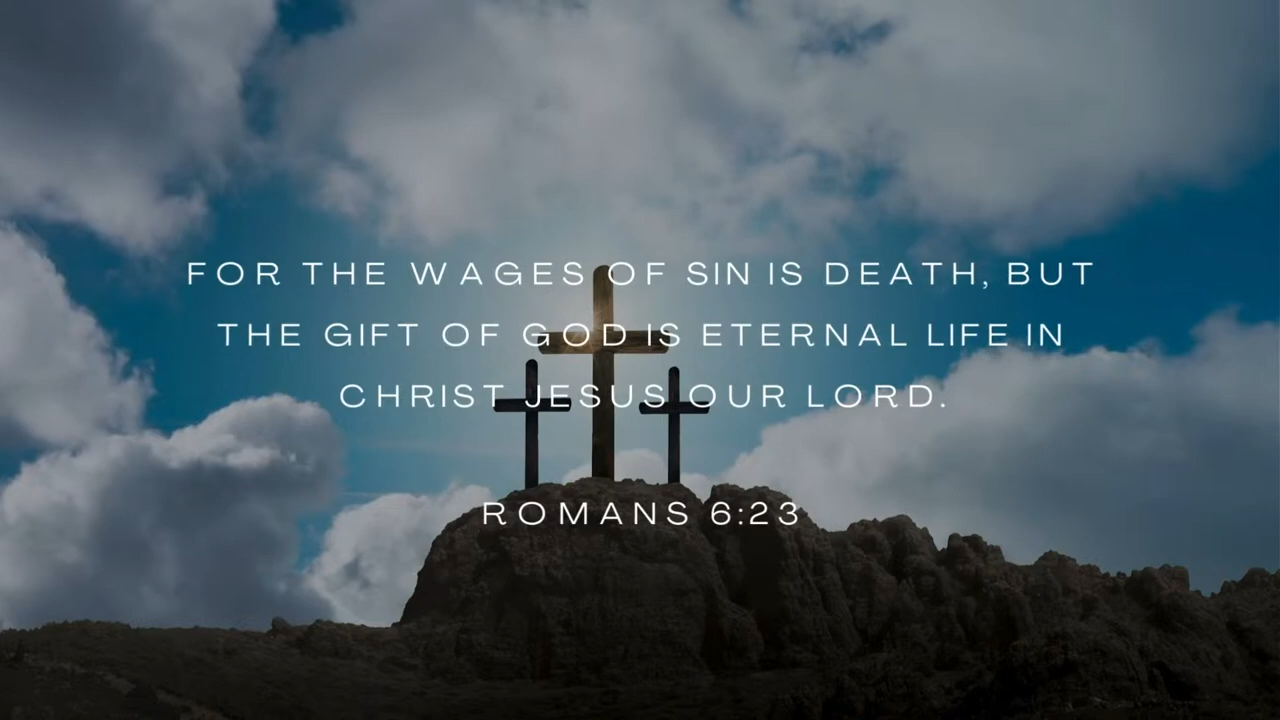 FOR THE WAGES OF SIN IS DEATH, BUT
THE GIFT OF GOD IS ETERNAL LIFE IN
CHRIST JESUS OUR LORD.
ROMANS 6:23